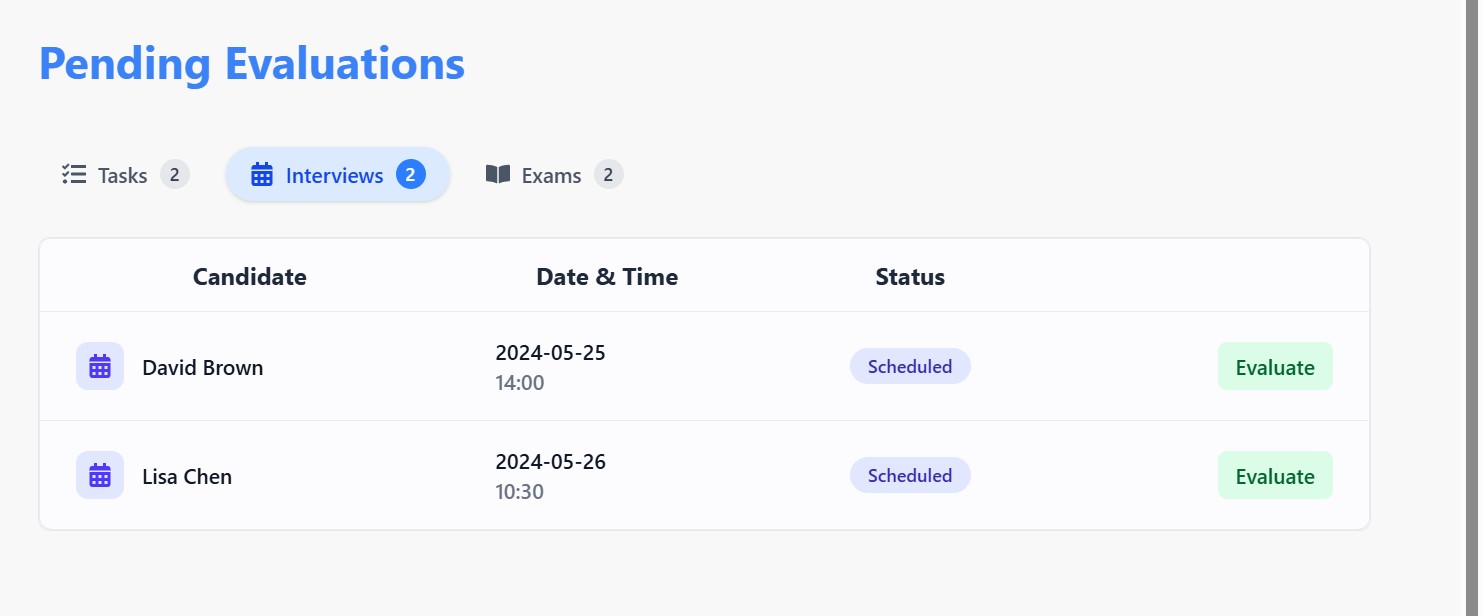 Pending Evaluations
Tasks 2 Interviews 2 Exams 2
Candidate Date & Time Status
David Brown 2024-05-25 14:00 Scheduled Evaluate
Lisa Chen 2024-05-26 10:30 Scheduled Evaluate